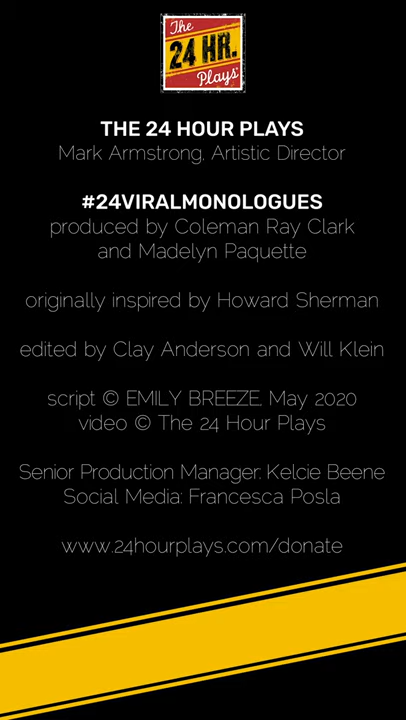 The
24 HR.
Plays
THE 24 HOUR PLAYS
Mark Armstrong, Artistic Director
#24VIRALMONOLOGUES
produced by Coleman Ray Clark
and Madelyn Paquette
originally inspired by Howard Sherman
edited by Clay Anderson and Will Klein
script © EMILY BREEZE, May 2020
video © The 24 Hour Plays
Senior Production Manager: Kelcie Beene
Social Media: Francesca Posla
www.24hourplays.com/donate